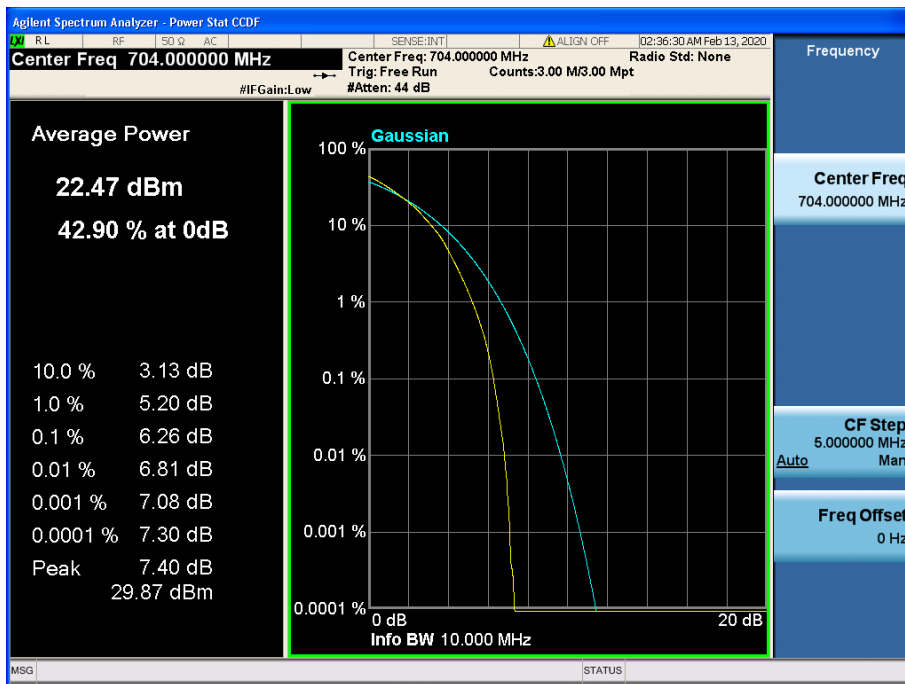 Agilent Spectrum Analyzer - Power Stat CCDF
LXI RL RF 50 Ω AC SENSE:INT ALIGN OFF 02:36:30 AM Feb 13, 2020
Center Freq 704.000000 MHz
Center Freq: 704.000000 MHz Radio Std: None
Trig: Free Run Counts:3.00 M/3.00 Mpt
#IFGain:Low #Atten: 44 dB
Average Power
22.47 dBm
42.90 % at 0dB
10.0 % 3.13 dB
1.0 % 5.20 dB
0.1 % 6.26 dB
0.01 % 6.81 dB
0.001 % 7.08 dB
0.0001 % 7.30 dB
Peak 7.40 dB
29.87 dBm
Gaussian
100 %
10 %
1 %
0.1 %
0.01 %
0.001 %
0.0001 %
0 dB 20 dB
Info BW 10.000 MHz
Frequency
Center Freq
704.000000 MHz
CF Step
5.000000 MHz
Auto Man
Freq Offset
0 Hz
MSG STATUS